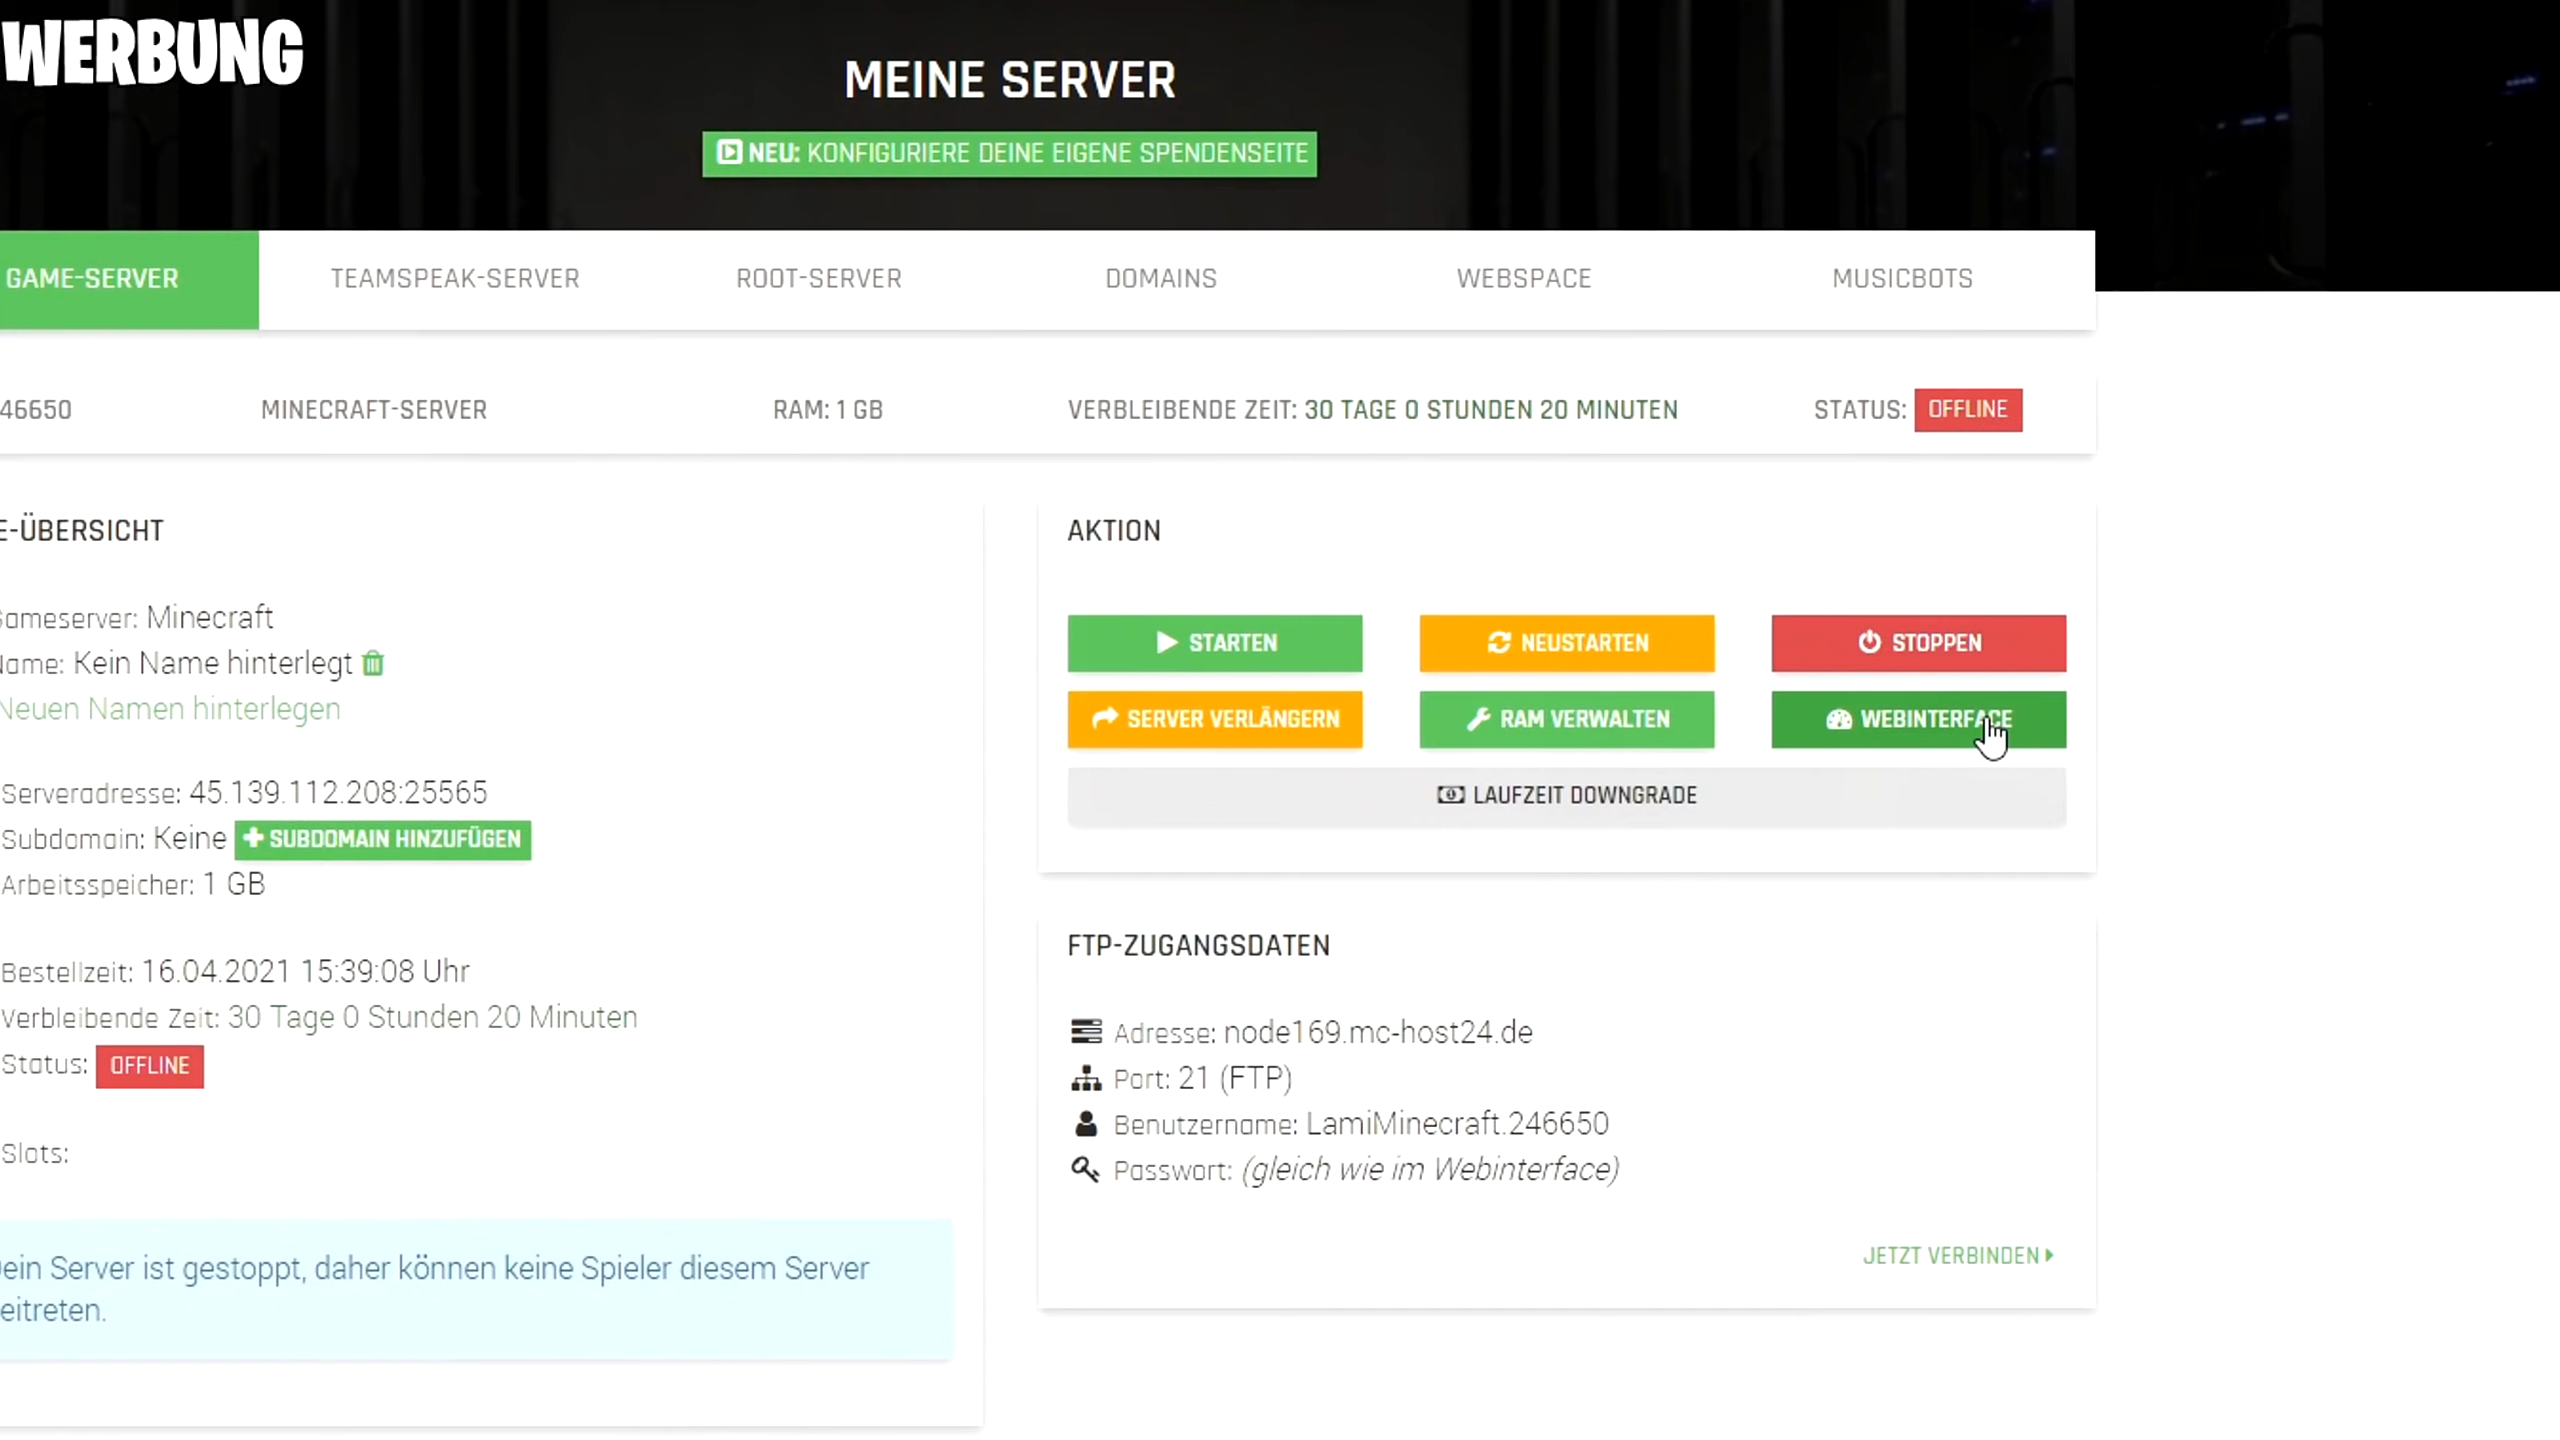 WERBUNG
MEINE SERVER
NEU: KONFIGURIERE DEINE EIGENE SPENDENSEITE
GAME-SERVER TEAMSPEAK-SERVER ROOT-SERVER DOMAINS WEBSPACE MUSICBOTS
46650 MINECRAFT-SERVER RAM: 1 GB VERBLEIBENDE ZEIT: 30 TAGE 0 STUNDEN 20 MINUTEN STATUS: OFFLINE
E-ÜBERSICHT
Gameserver: Minecraft
Name: Kein Name hinterlegt
Neuen Namen hinterlegen
Serveradresse: 45.139.112.208:25565
Subdomain: Keine SUBDOMAIN HINZUFÜGEN
Arbeitsspeicher: 1 GB
Bestellzeit: 16.04.2021 15:39:08 Uhr
Verbleibende Zeit: 30 Tage 0 Stunden 20 Minuten
Status: OFFLINE
Slots:
ein Server ist gestoppt, daher können keine Spieler diesem Server
eitreten.
AKTION
STARTEN NEUSTARTEN STOPPEN
SERVER VERLÄNGERN RAM VERWALTEN WEBINTERFACE
LAUFZEIT DOWNGRADE
FTP-ZUGANGSDATEN
Adresse: node169.mc-host24.de
Port: 21 (FTP)
Benutzername: LamiMinecraft.246650
Passwort: (gleich wie im Webinterface)
JETZT VERBINDEN